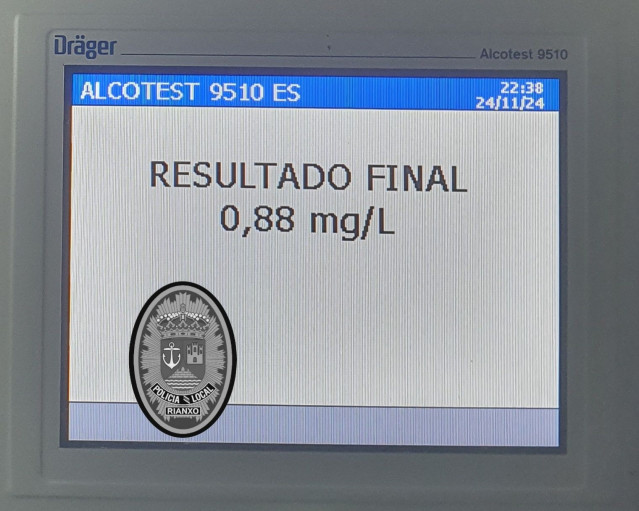 Dräger
Alcotest 9510
ALCOTEST 9510 ES
22:38
24/11/24
RESULTADO FINAL
0,88 mg/L
POLICIA LOCAL
RIANXO